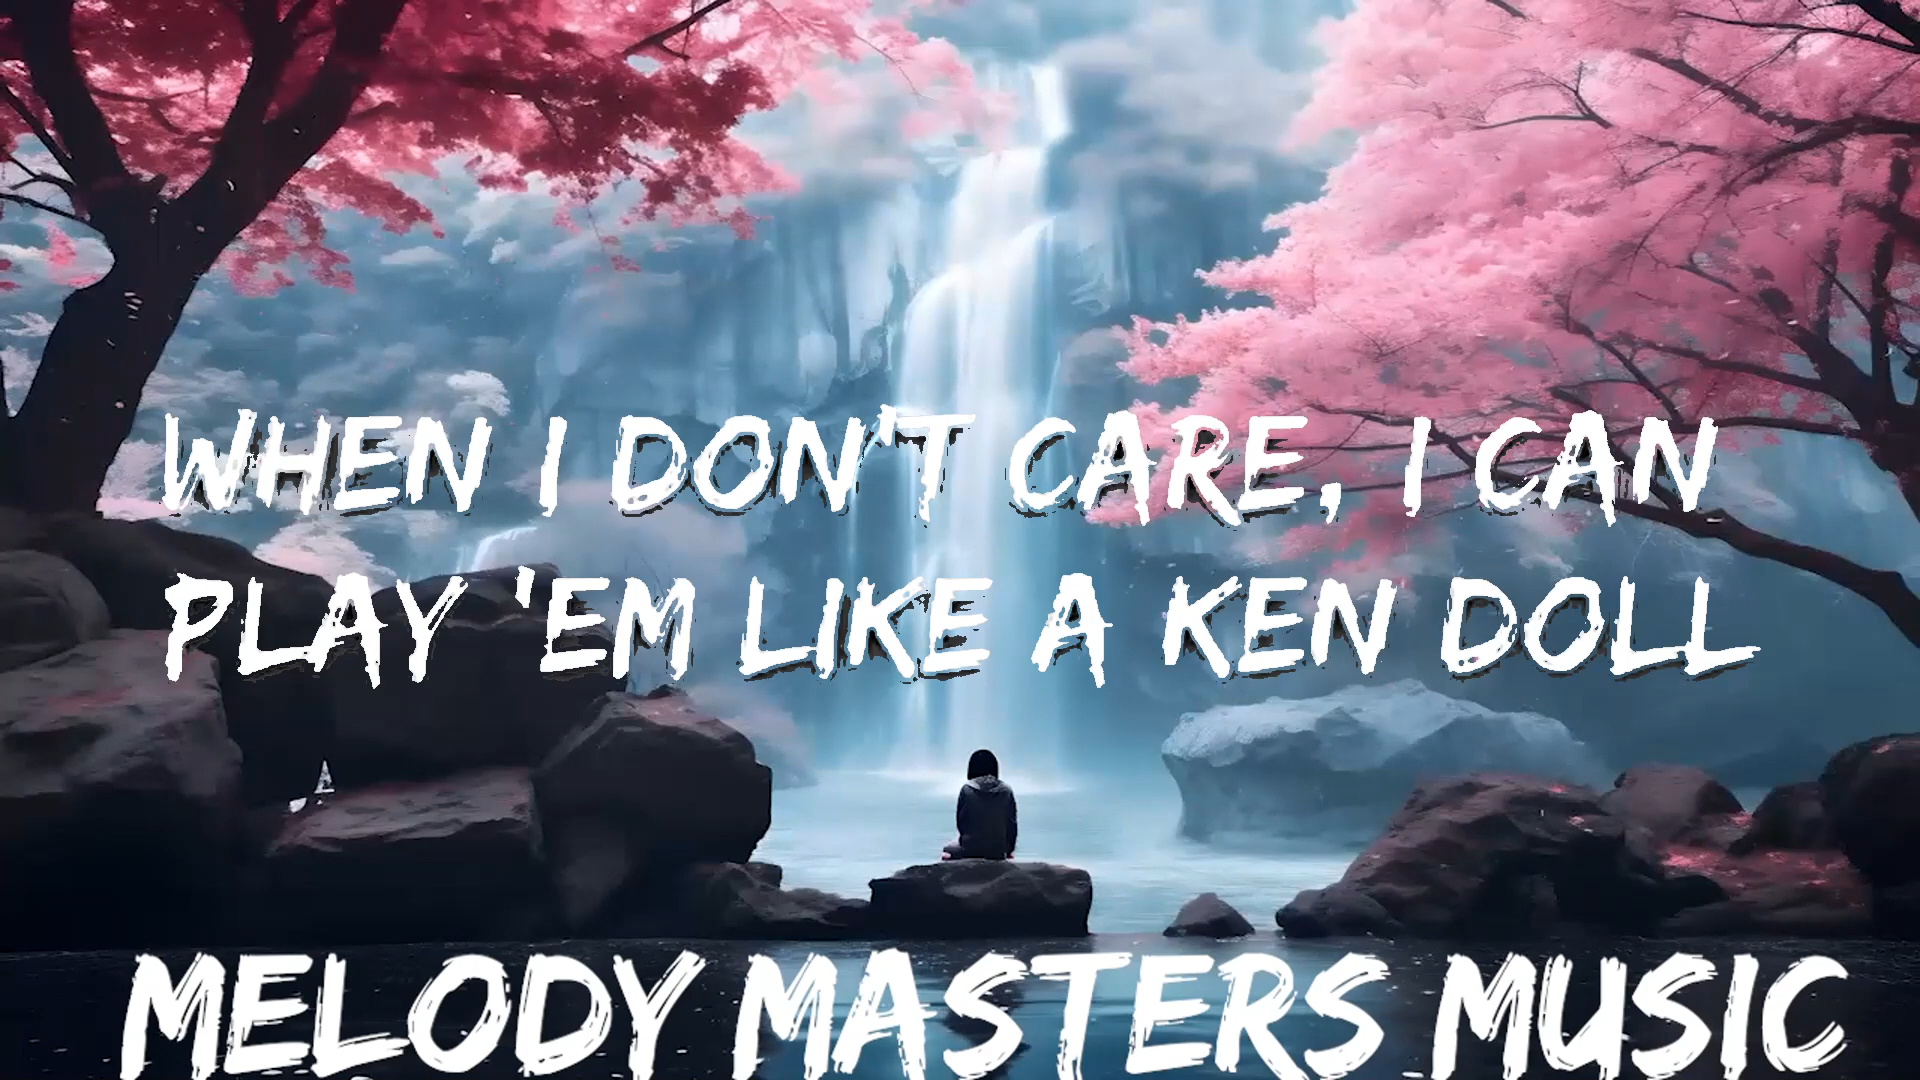 WHEN I DON'T CARE, I CAN
PLAY 'EM LIKE A KEN DOLL
MELODY MASTERS MUSIC